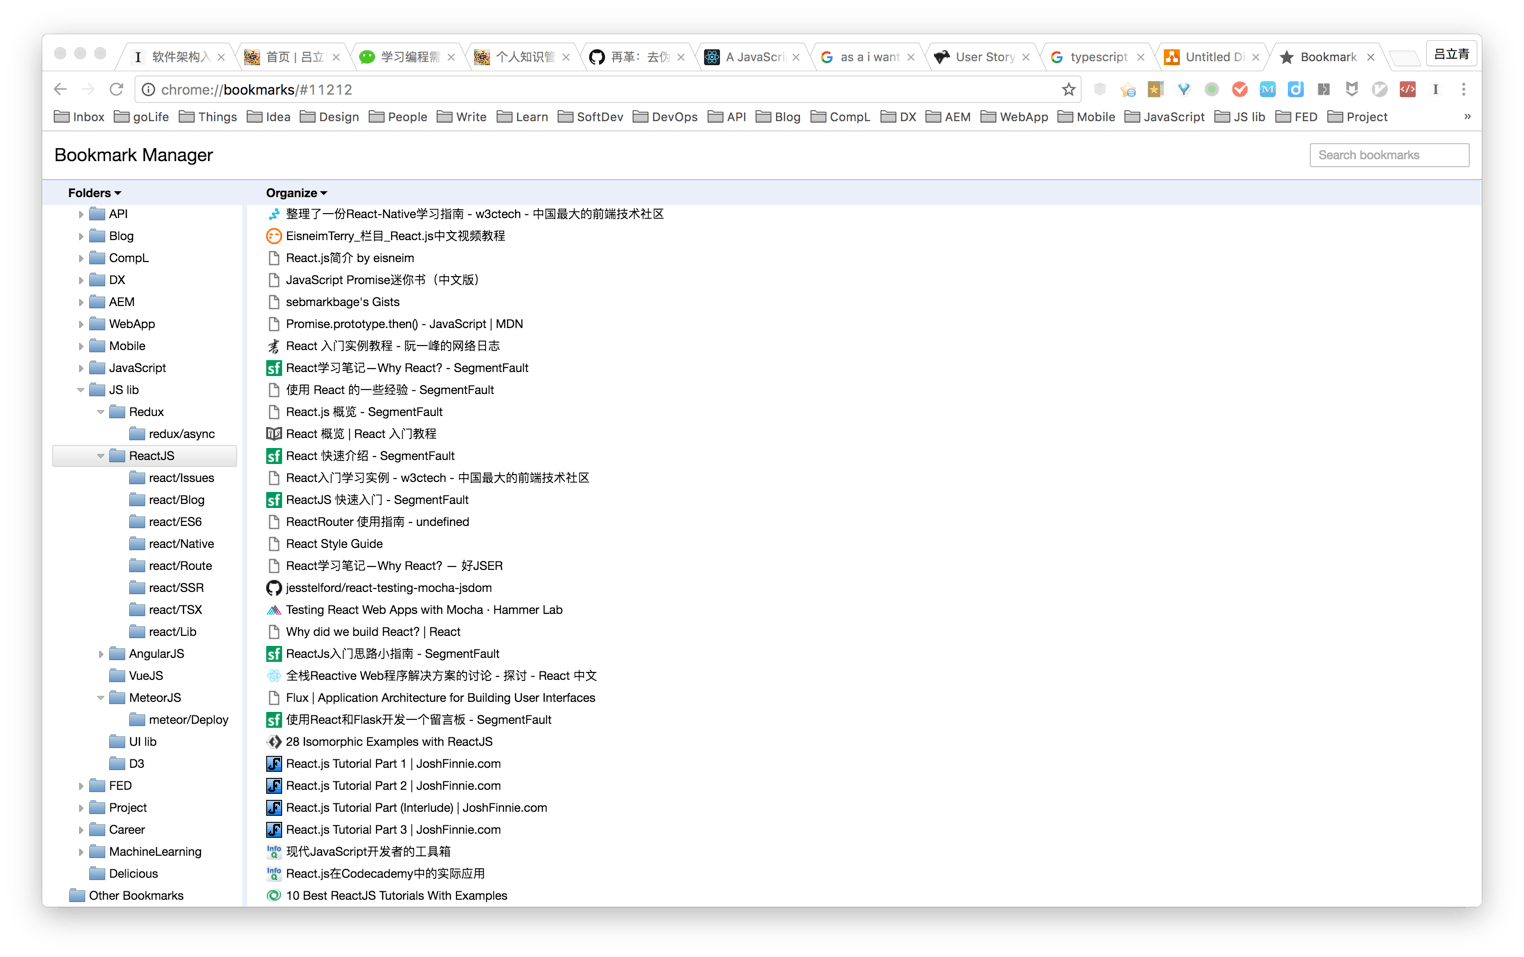 软件架构入
首页 | 吕立
学习编程需
个人知识管
再革：去伪
A JavaScri
as a i want
User Story
typescript
Untitled Di
Bookmark
吕立青
chrome://bookmarks/#11212
Inbox goLife Things Idea Design People Write Learn SoftDev DevOps API Blog CompL DX AEM WebApp Mobile JavaScript JS lib FED Project »
Bookmark Manager
Search bookmarks
Folders
Organize
API
Blog
CompL
DX
AEM
WebApp
Mobile
JavaScript
JS lib
Redux
redux/async
ReactJS
react/Issues
react/Blog
react/ES6
react/Native
react/Route
react/SSR
react/TSX
react/Lib
AngularJS
VueJS
MeteorJS
meteor/Deploy
UI lib
D3
FED
Project
Career
MachineLearning
Delicious
Other Bookmarks
整理了一份React-Native学习指南 - w3ctech - 中国最大的前端技术社区
EisneimTerry_栏目_React.js中文视频教程
React.js简介 by eisneim
JavaScript Promise迷你书（中文版）
sebmarkbage's Gists
Promise.prototype.then() - JavaScript | MDN
React 入门实例教程 - 阮一峰的网络日志
React学习笔记—Why React? - SegmentFault
使用 React 的一些经验 - SegmentFault
React.js 概览 - SegmentFault
React 概览 | React 入门教程
React 快速介绍 - SegmentFault
React入门学习实例 - w3ctech - 中国最大的前端技术社区
ReactJS 快速入门 - SegmentFault
ReactRouter 使用指南 - undefined
React Style Guide
React学习笔记—Why React? — 好JSER
jesstelford/react-testing-mocha-jsdom
Testing React Web Apps with Mocha · Hammer Lab
Why did we build React? | React
ReactJs入门思路小指南 - SegmentFault
全栈Reactive Web程序解决方案的讨论 - 探讨 - React 中文
Flux | Application Architecture for Building User Interfaces
使用React和Flask开发一个留言板 - SegmentFault
28 Isomorphic Examples with ReactJS
React.js Tutorial Part 1 | JoshFinnie.com
React.js Tutorial Part 2 | JoshFinnie.com
React.js Tutorial Part (Interlude) | JoshFinnie.com
React.js Tutorial Part 3 | JoshFinnie.com
现代JavaScript开发者的工具箱
React.js在Codecademy中的实际应用
10 Best ReactJS Tutorials With Examples